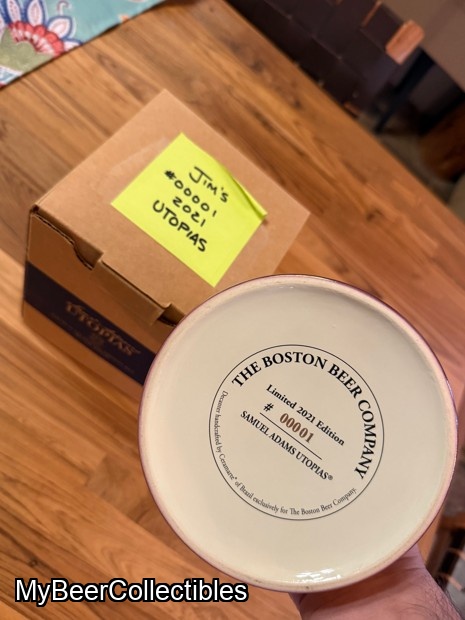 Jim's
#00001
2021
UTOPIAS
UTOPIAS
THE BOSTON BEER COMPANY
Limited 2021 Edition
# 00001
SAMUEL ADAMS UTOPIAS®
Decanter handcrafted by Ceramarte® of Brazil exclusively for The Boston Beer Company.
MyBeerCollectibles